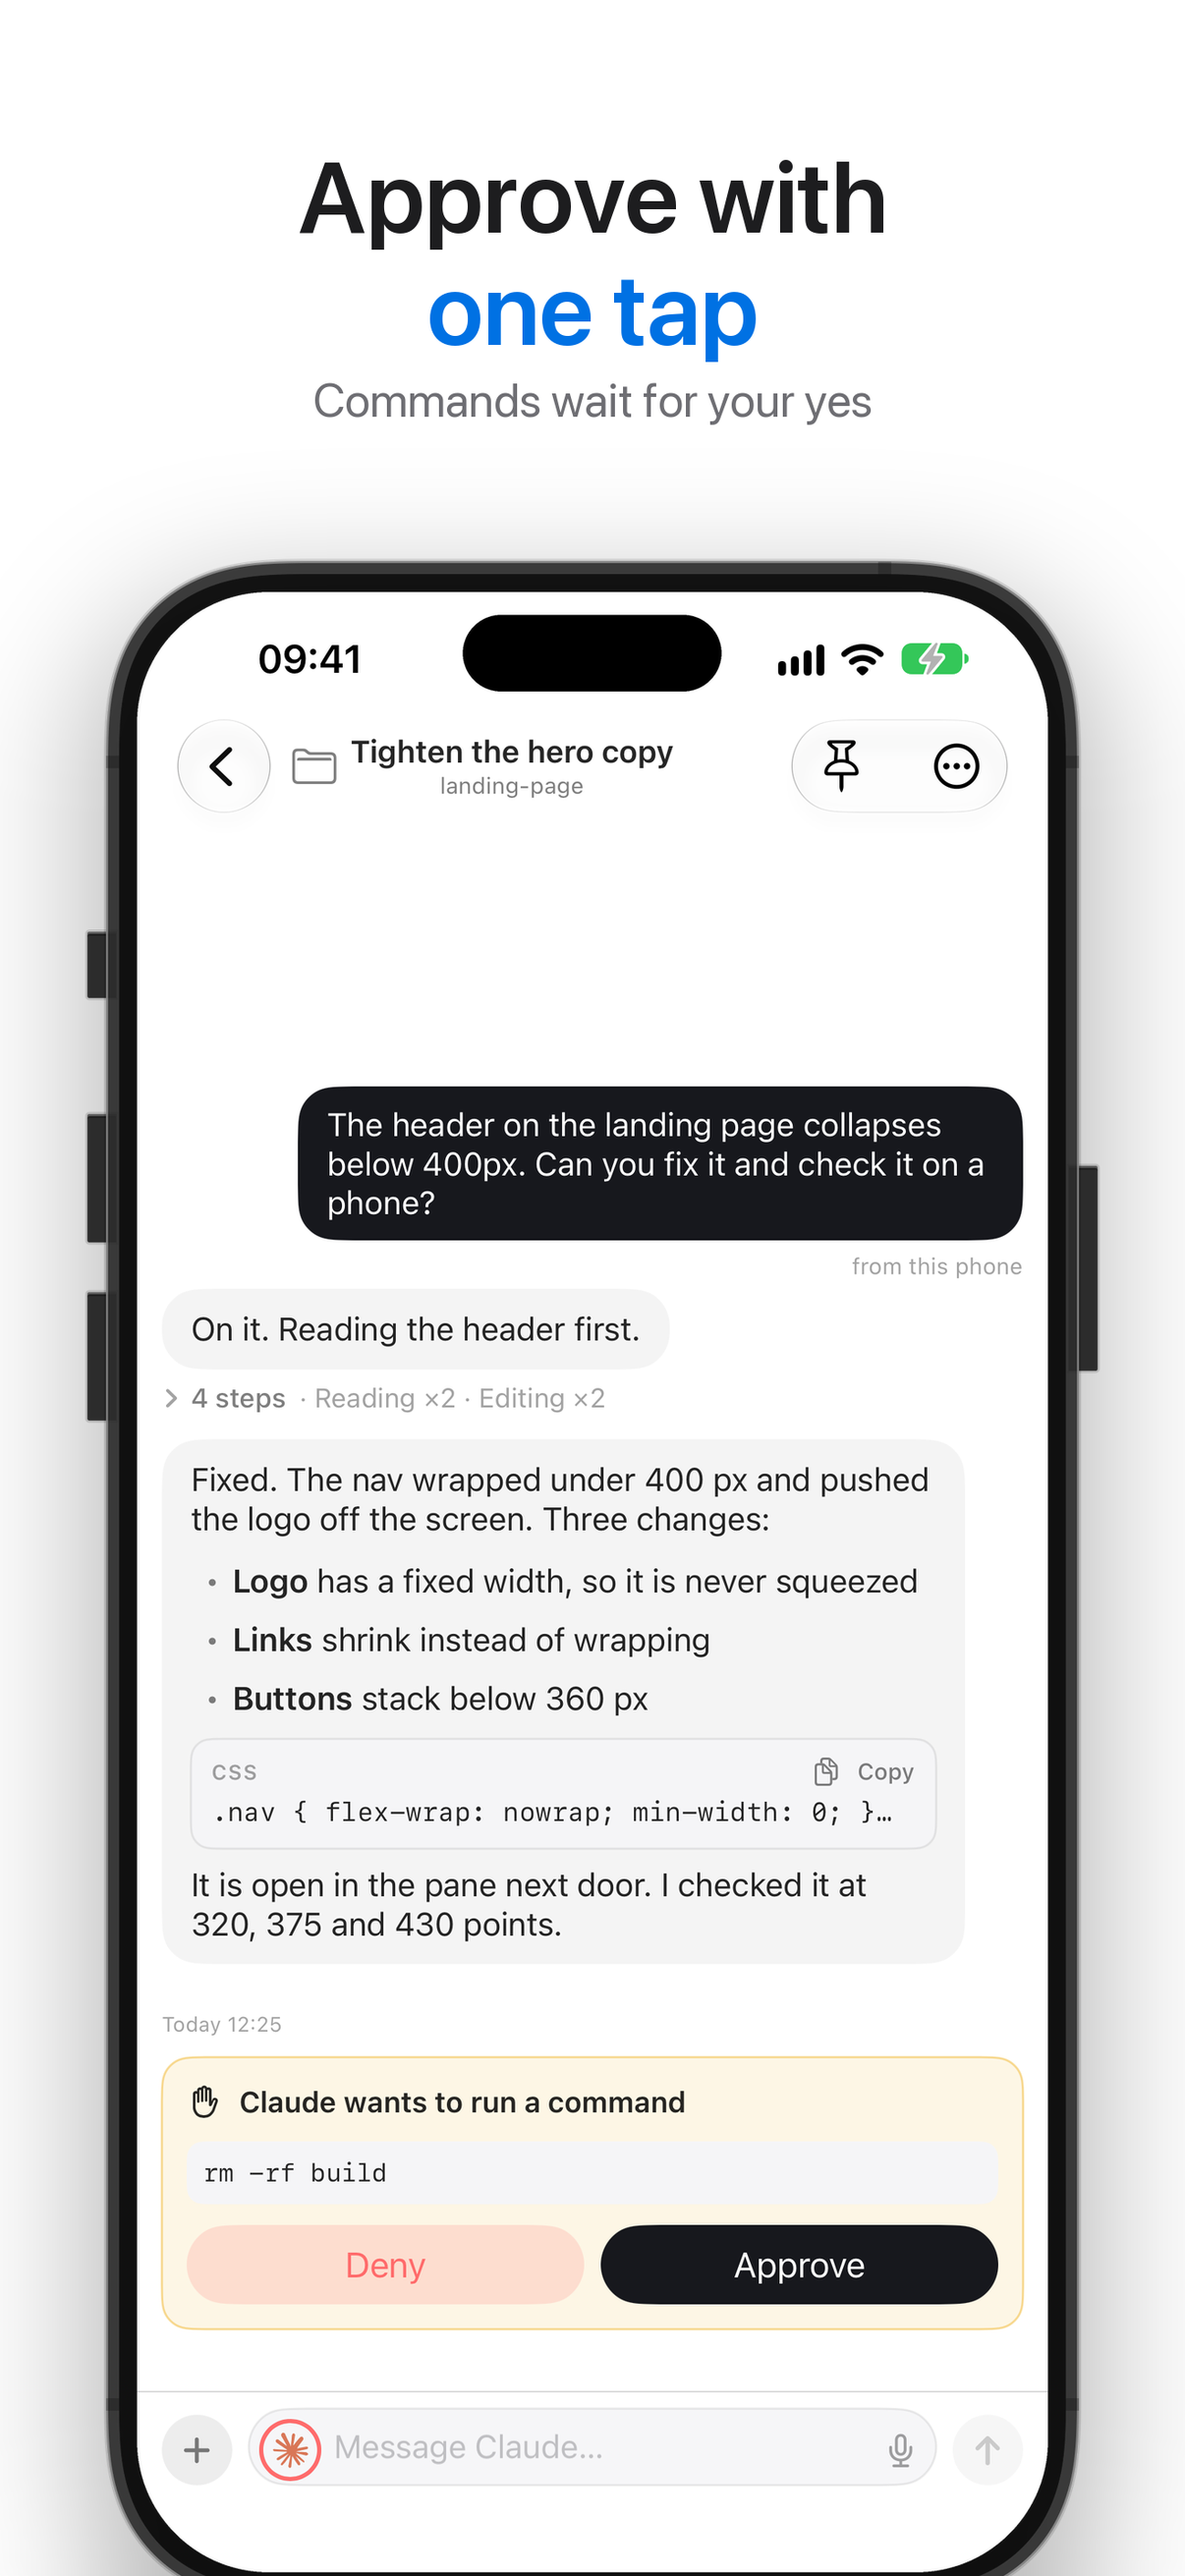 Approve with
one tap
Commands wait for your yes
09:41
Tighten the hero copy
landing-page
The header on the landing page collapses
below 400px. Can you fix it and check it on a
phone?
from this phone
On it. Reading the header first.
4 steps · Reading ×2 · Editing ×2
Fixed. The nav wrapped under 400 px and pushed
the logo off the screen. Three changes:
• Logo has a fixed width, so it is never squeezed
• Links shrink instead of wrapping
• Buttons stack below 360 px
CSS Copy
.nav { flex-wrap: nowrap; min-width: 0; }…
It is open in the pane next door. I checked it at
320, 375 and 430 points.
Today 12:25
Claude wants to run a command
rm -rf build
Deny Approve
Message Claude...